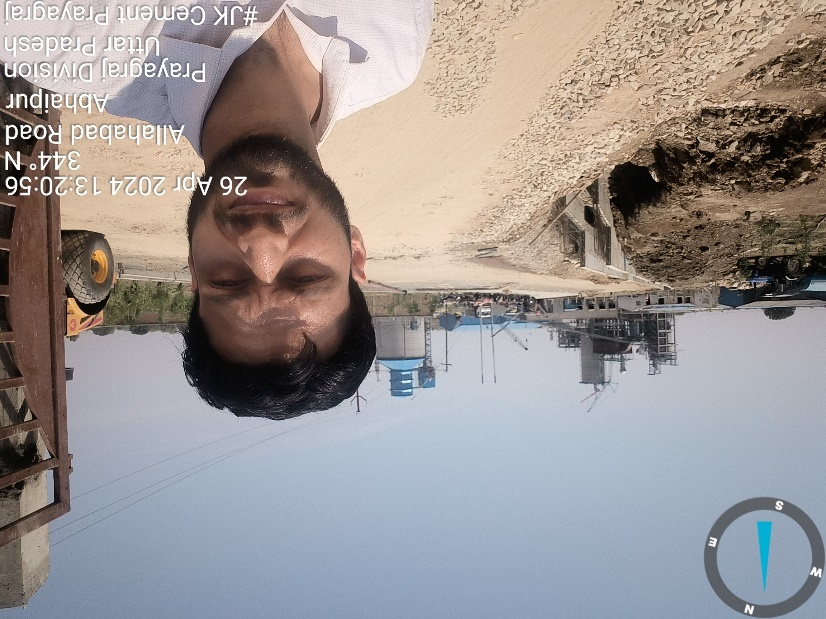 26 Apr 2024 13:20:56
344° N
Allahabad Road
Abhaipur
Prayagraj Division
Uttar Pradesh
#JK Cement Prayagraj
N
W
E
S